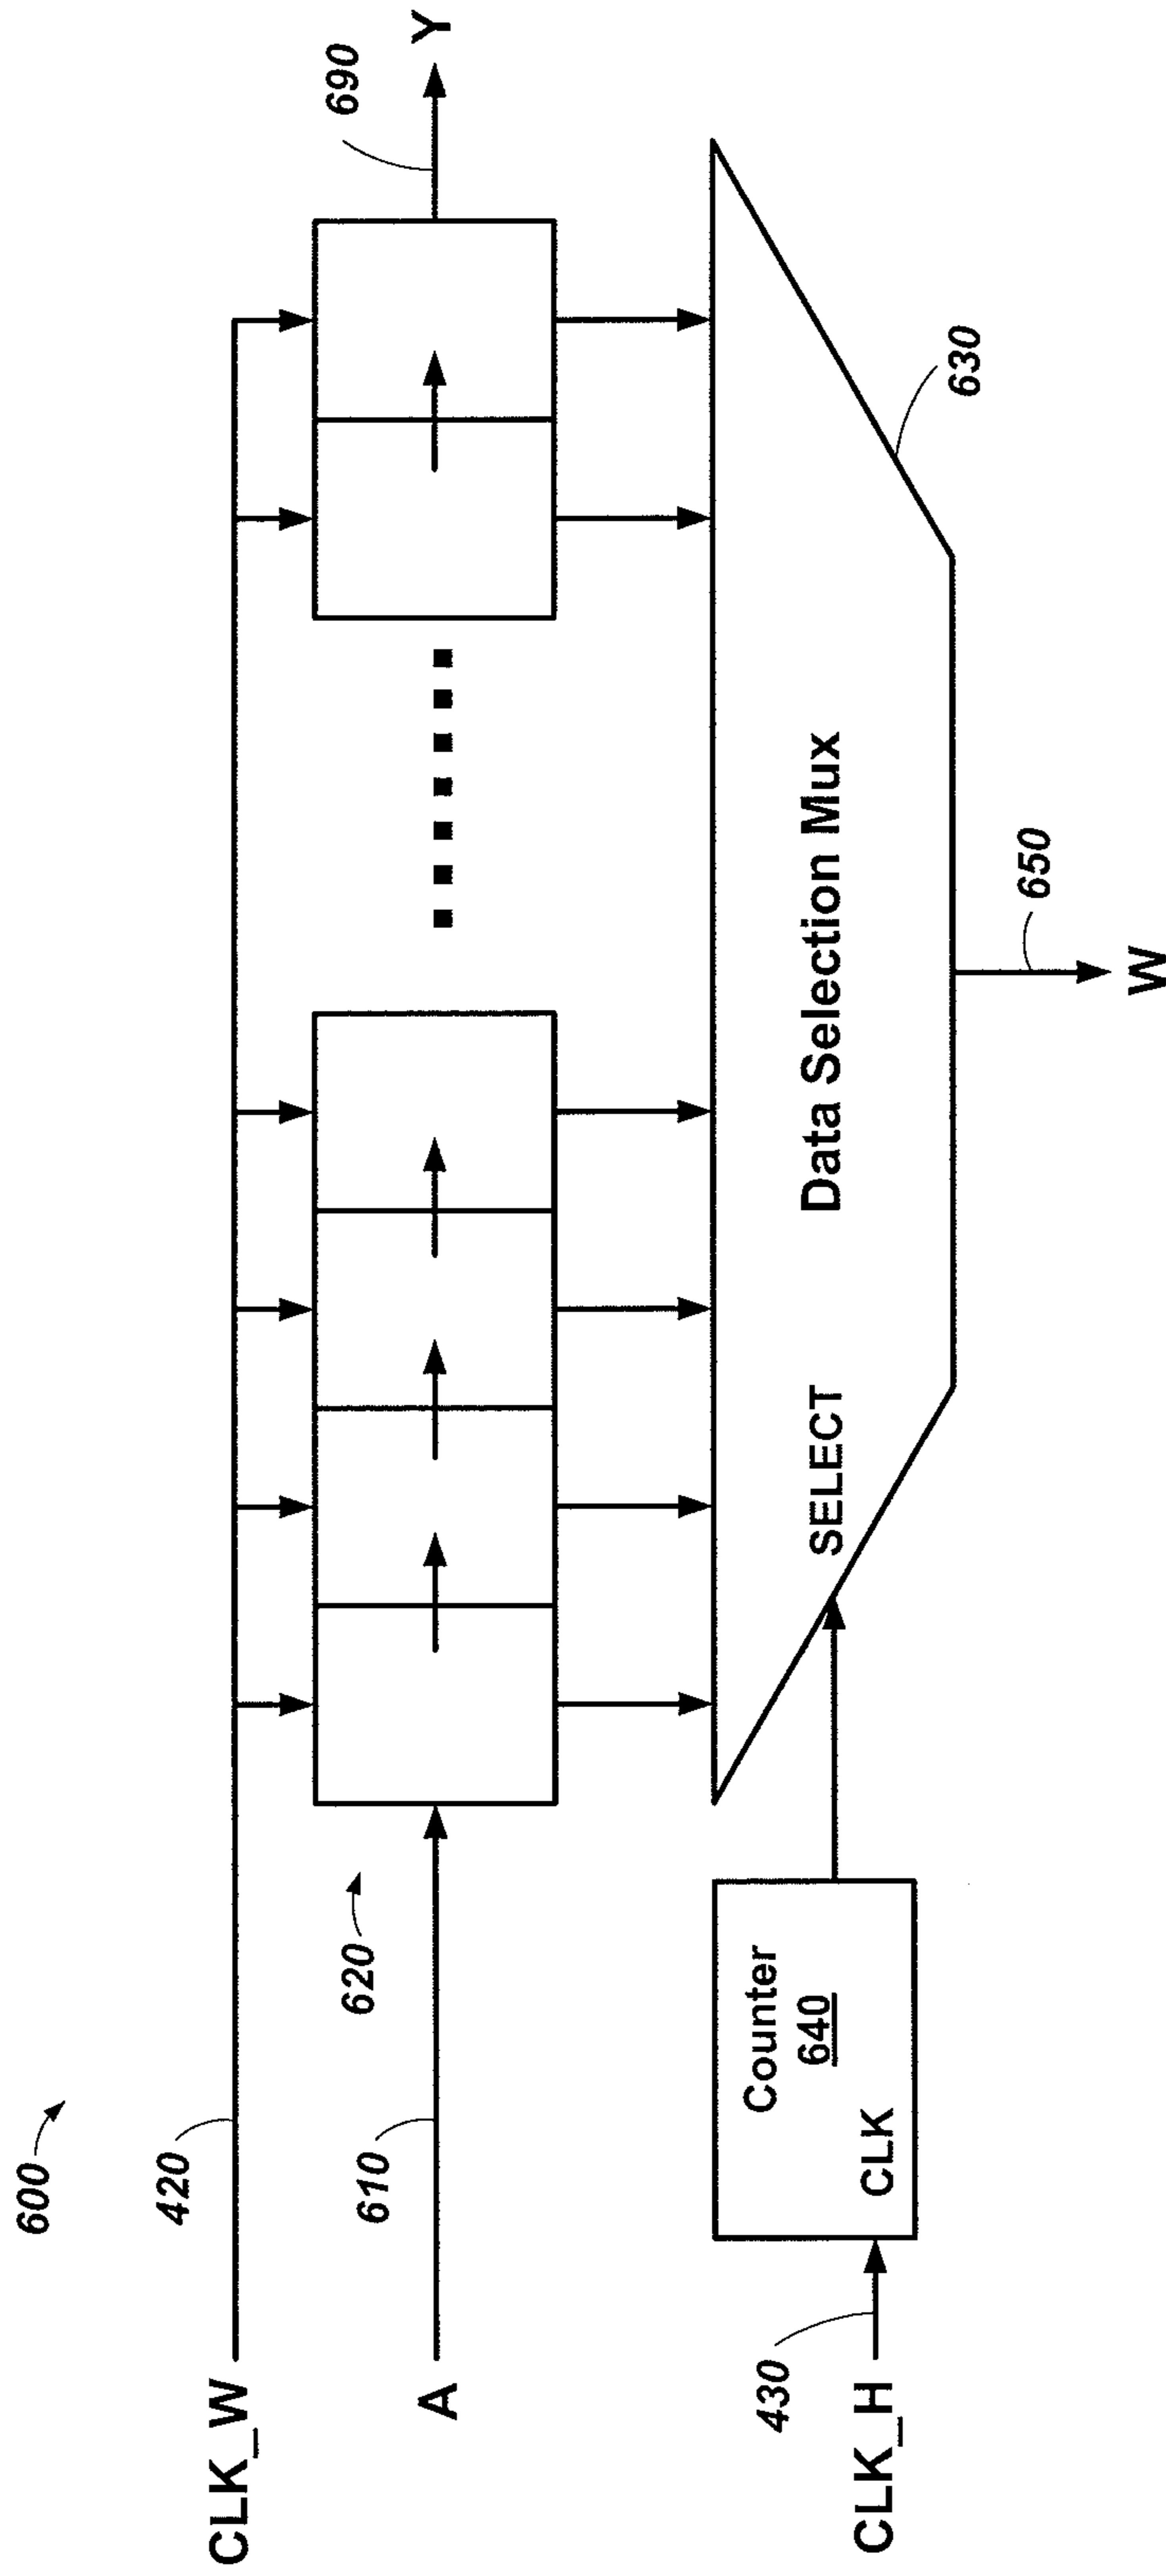 600
CLK_W
420
A
610
620
690
Y
CLK_H
430
Counter
640
CLK
SELECT
Data Selection Mux
630
650
W